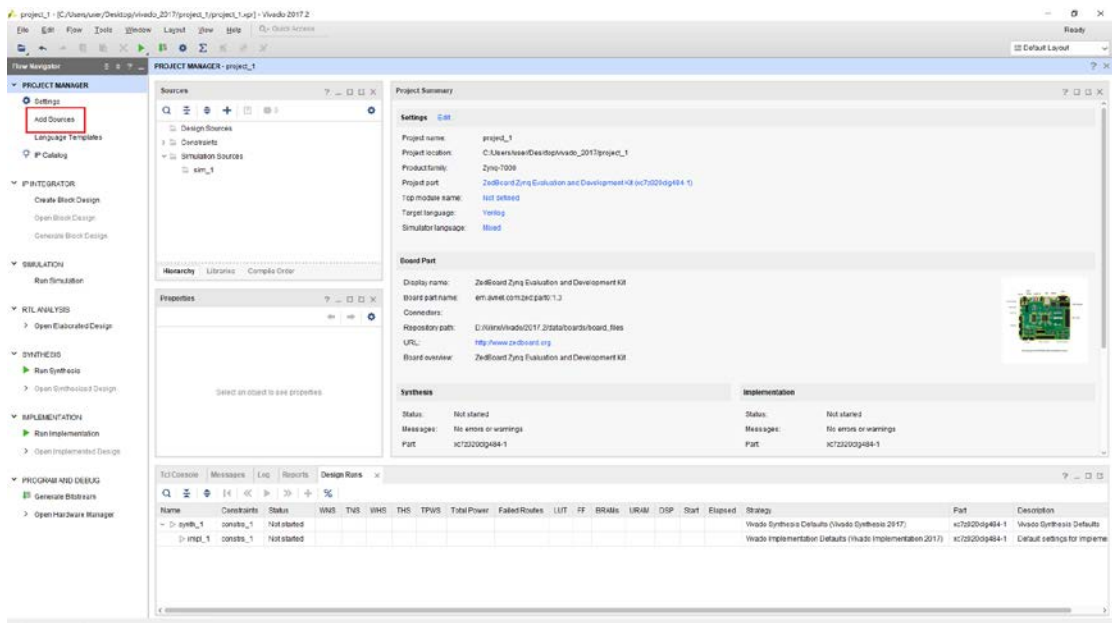 project_1 - [C:/Users/user/Desktop/vivado_2017/project_1/project_1.xpr] - Vivado 2017.2
File Edit Flow Tools Window Layout View Help Quick Access
Ready
Default Layout
Flow Navigator
PROJECT MANAGER - project_1
PROJECT MANAGER
Settings
Add Sources
Language Templates
IP Catalog
IP INTEGRATOR
Create Block Design
Open Block Design
Generate Block Design
SIMULATION
Run Simulation
RTL ANALYSIS
Open Elaborated Design
SYNTHESIS
Run Synthesis
Open Synthesized Design
IMPLEMENTATION
Run Implementation
Open Implemented Design
PROGRAM AND DEBUG
Generate Bitstream
Open Hardware Manager
Sources
Design Sources
Constraints
Simulation Sources
sim_1
Hierarchy Libraries Compile Order
Properties
Select an object to see properties
Project Summary
Settings Edit
Project name: project_1
Project location: C:/Users/user/Desktop/vivado_2017/project_1
Product family: Zynq-7000
Project part: ZedBoard Zynq Evaluation and Development Kit (xc7z020clg484-1)
Top module name: Not defined
Target language: Verilog
Simulator language: Mixed
Board Part
Display name: ZedBoard Zynq Evaluation and Development Kit
Board part name: em.avnet.com:zed:part0:1.3
Connectors:
Repository path: D:/Xilinx/Vivado/2017.2/data/boards/board_files
URL: http://www.zedboard.org
Board overview: ZedBoard Zynq Evaluation and Development Kit
Synthesis Implementation
Status: Not started Status: Not started
Messages: No errors or warnings Messages: No errors or warnings
Part: xc7z020clg484-1 Part: xc7z020clg484-1
Tcl Console Messages Log Reports Design Runs
Name Constraints Status WNS TNS WHS THS TPWS Total Power Failed Routes LUT FF BRAMs URAM DSP Start Elapsed Strategy Part Description
synth_1 constrs_1 Not started Vivado Synthesis Defaults (Vivado Synthesis 2017) xc7z020clg484-1 Vivado Synthesis Defaults
impl_1 constrs_1 Not started Vivado Implementation Defaults (Vivado Implementation 2017) xc7z020clg484-1 Default settings for Impleme